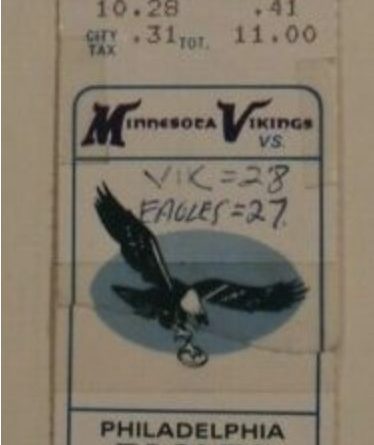 10.28 .41
CITY TAX .31 TOT. 11.00
MINNESOTA VIKINGS
VS.
VIK = 28
EAGLES = 27.
PHILADELPHIA